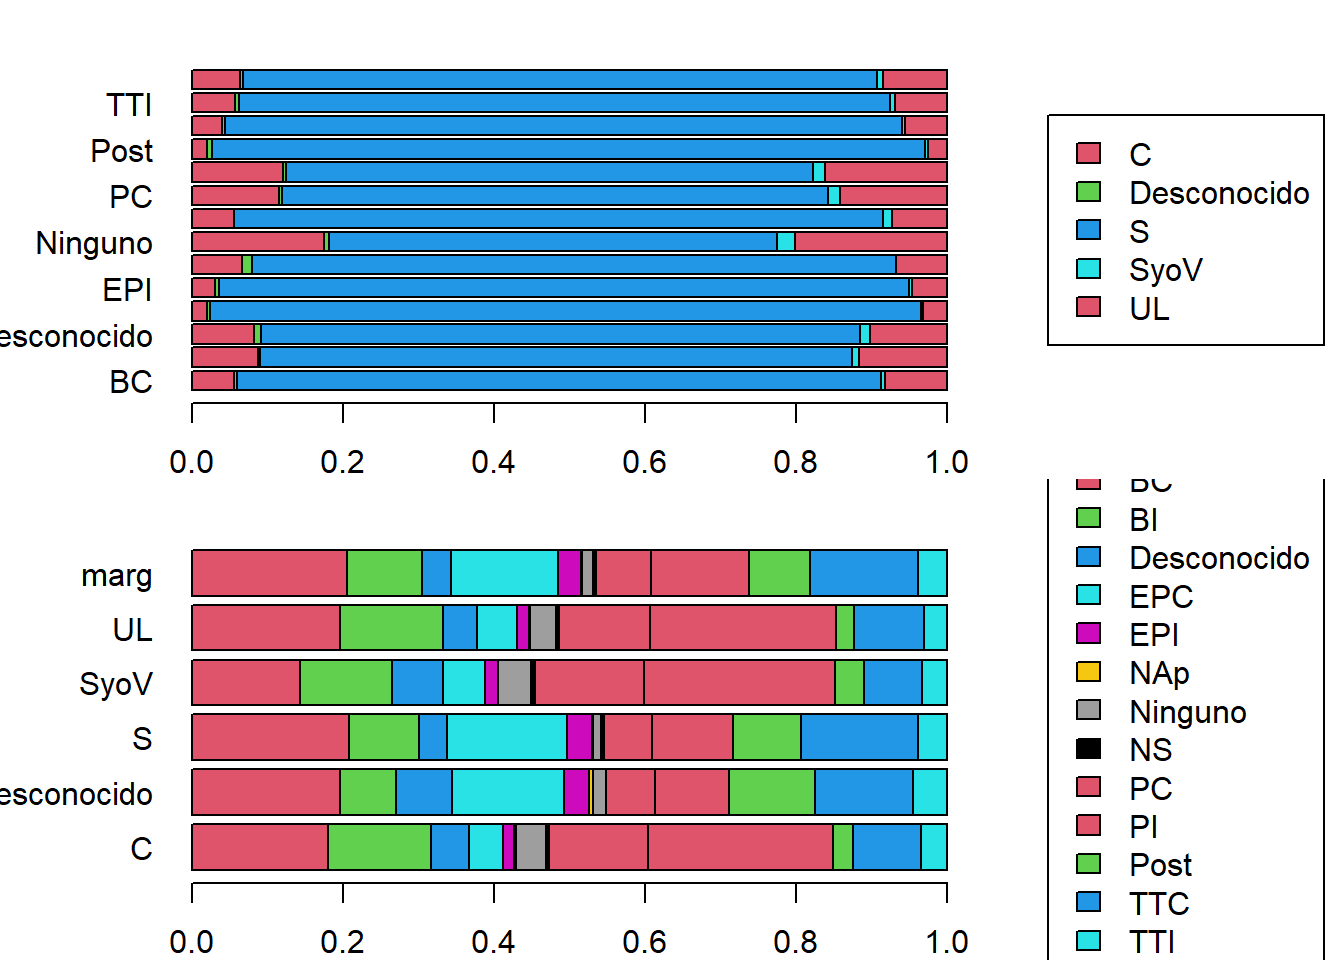 TTI
Post
PC
Ninguno
EPI
esconocido
BC
0.0 0.2 0.4 0.6 0.8 1.0
C
Desconocido
S
SyoV
UL
marg
UL
SyoV
S
esconocido
C
0.0 0.2 0.4 0.6 0.8 1.0
BC
BI
Desconocido
EPC
EPI
NAp
Ninguno
NS
PC
PI
Post
TTC
TTI